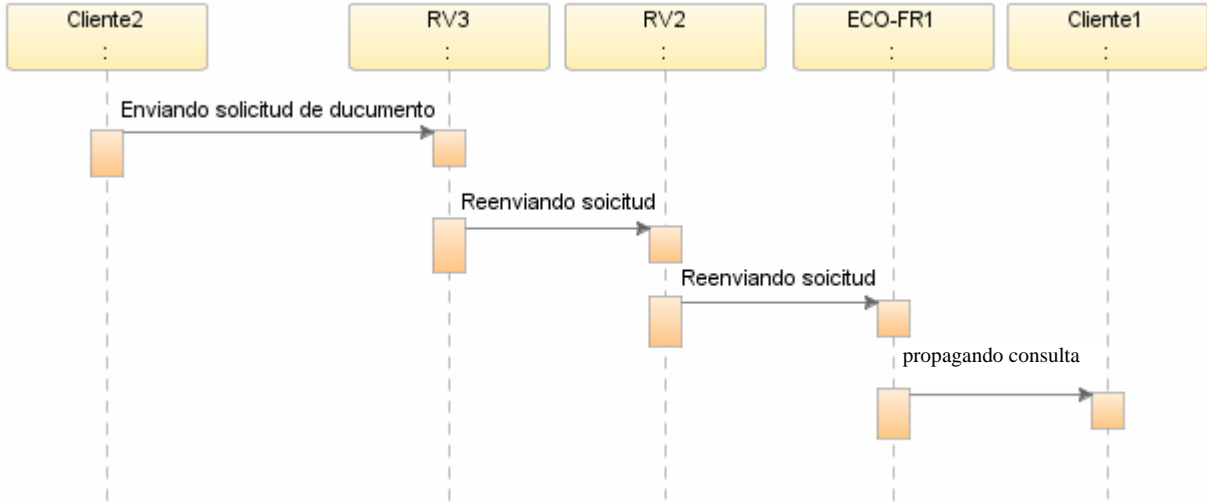 Cliente2
:
RV3
:
RV2
:
ECO-FR1
:
Cliente1
:
Enviando solicitud de ducumento
Reenviando soicitud
Reenviando soicitud
propagando consulta